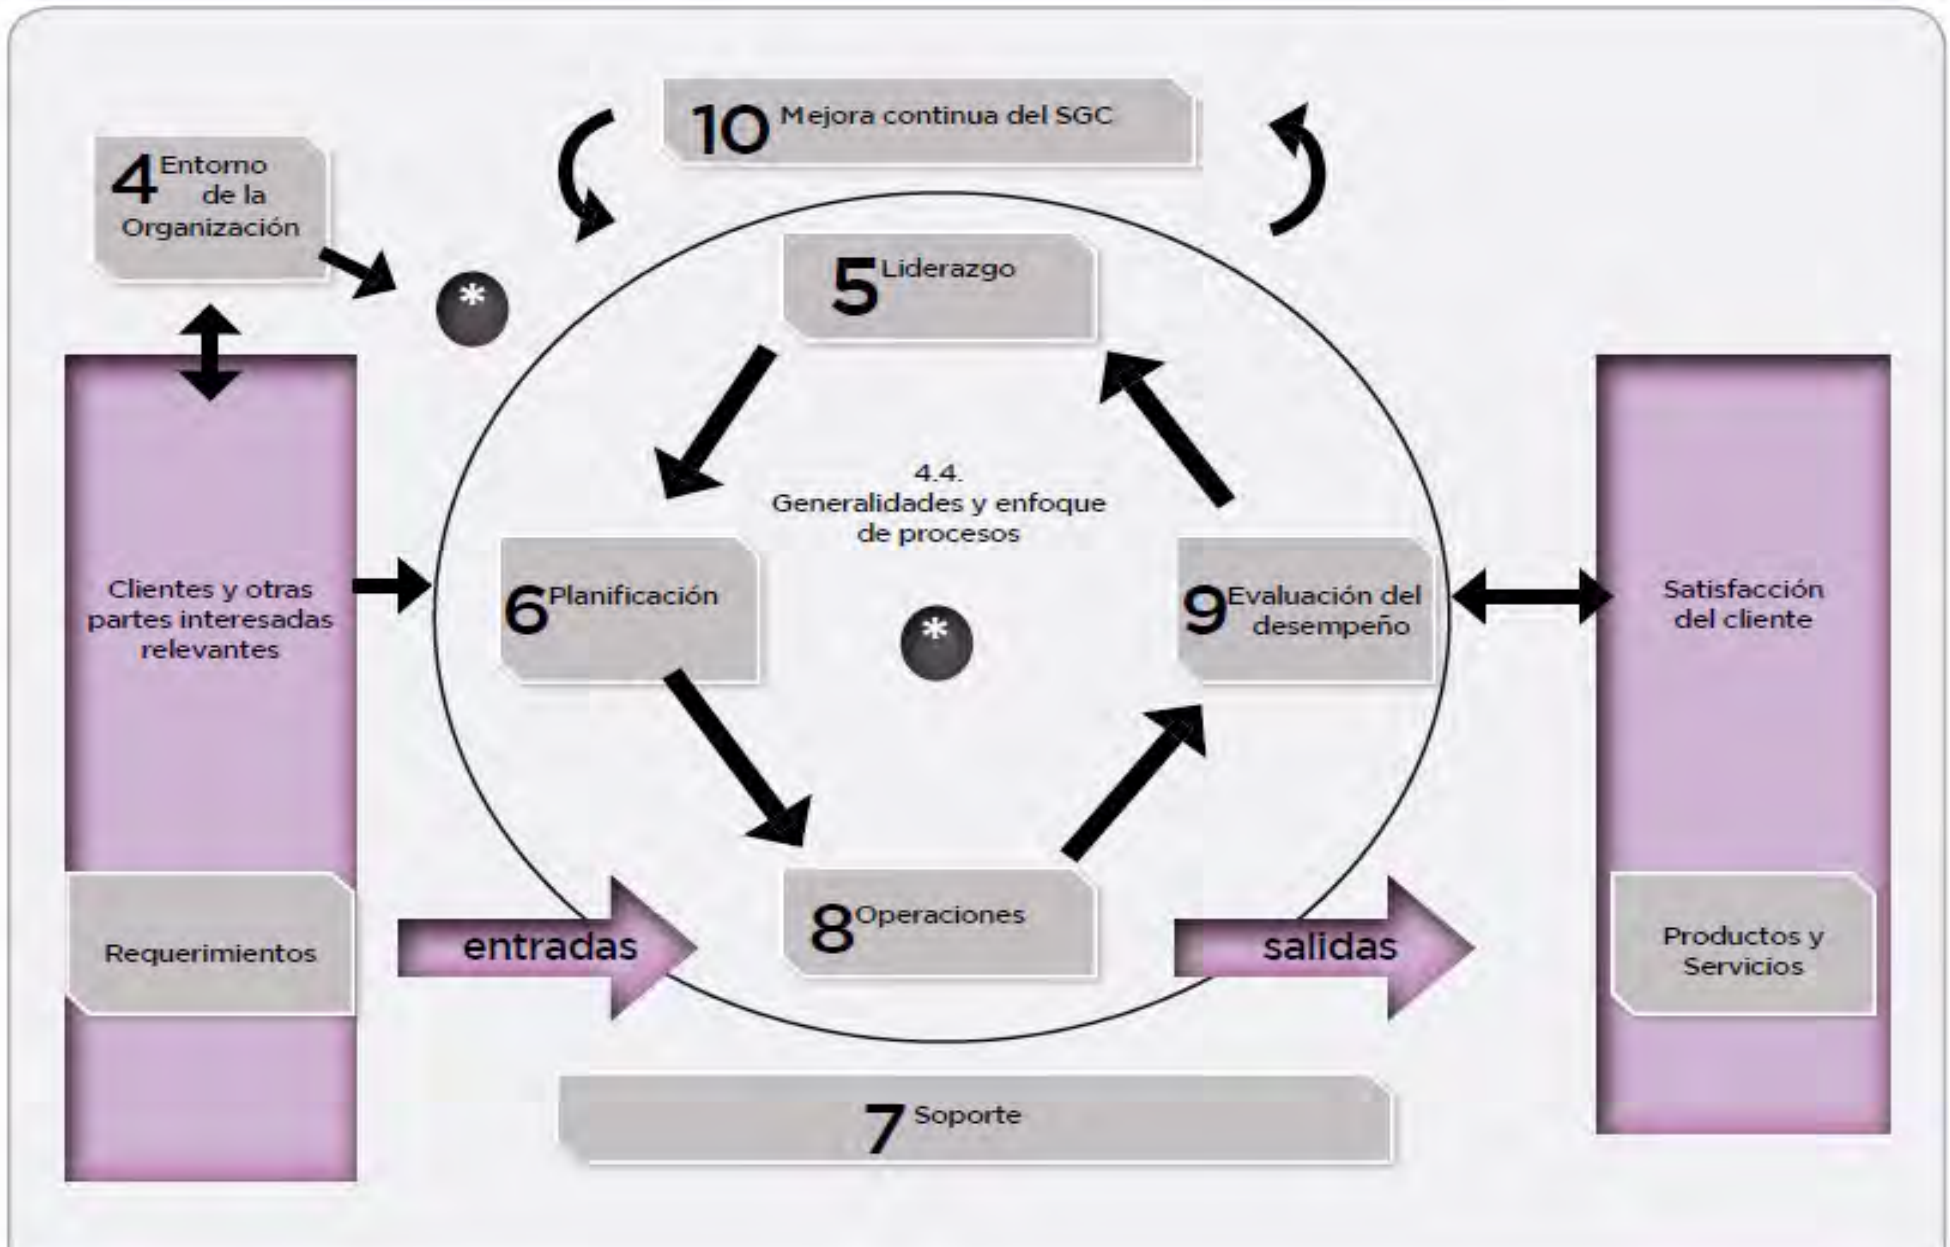 10 Mejora continua del SGC
4 Entorno
de la
Organización
*
5 Liderazgo
4.4.
Generalidades y enfoque
de procesos
*
6 Planificación
9 Evaluación del
desempeño
Clientes y otras
partes interesadas
relevantes
Satisfacción
del cliente
8 Operaciones
Requerimientos
entradas
salidas
Productos y
Servicios
7 Soporte